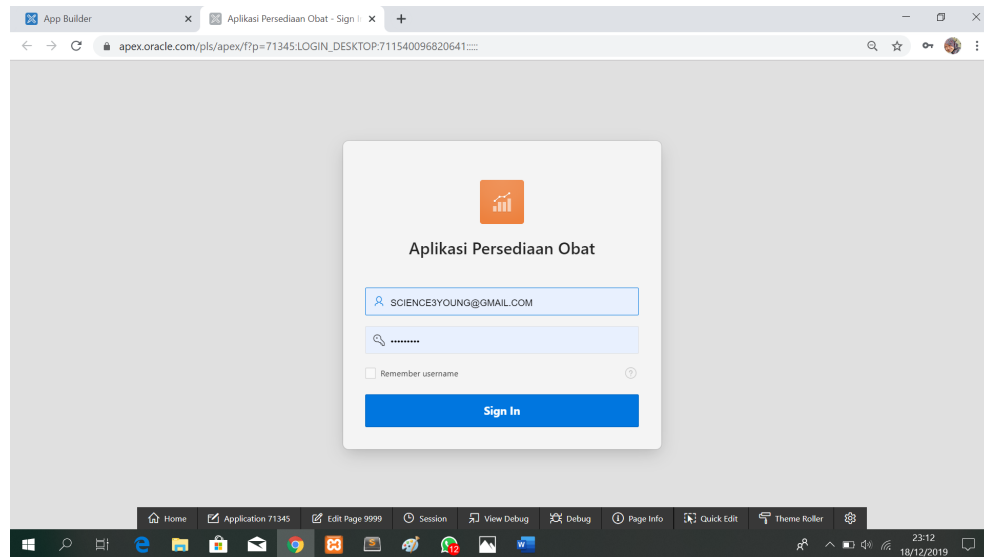 App Builder
Aplikasi Persediaan Obat - Sign I
apex.oracle.com/pls/apex/f?p=71345:LOGIN_DESKTOP:711540096820641:::::
Aplikasi Persediaan Obat
SCIENCE3YOUNG@GMAIL.COM
•••••••••
Remember username
Sign In
Home Application 71345 Edit Page 9999 Session View Debug Debug Page Info Quick Edit Theme Roller
12
23:12
18/12/2019